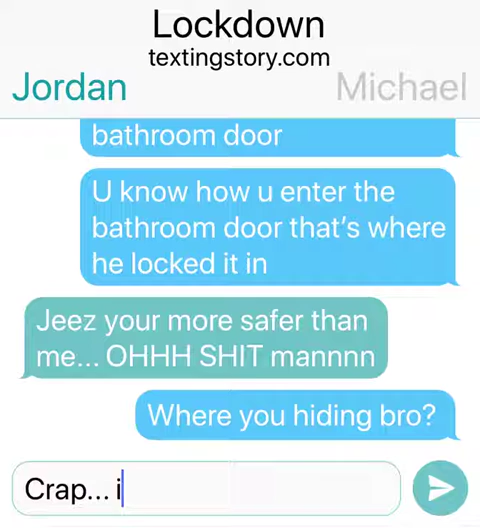 Lockdown
textingstory.com
Jordan
Michael
bathroom door
U know how u enter the
bathroom door that’s where
he locked it in
Jeez your more safer than
me... OHHH SHIT mannnn
Where you hiding bro?
Crap... i